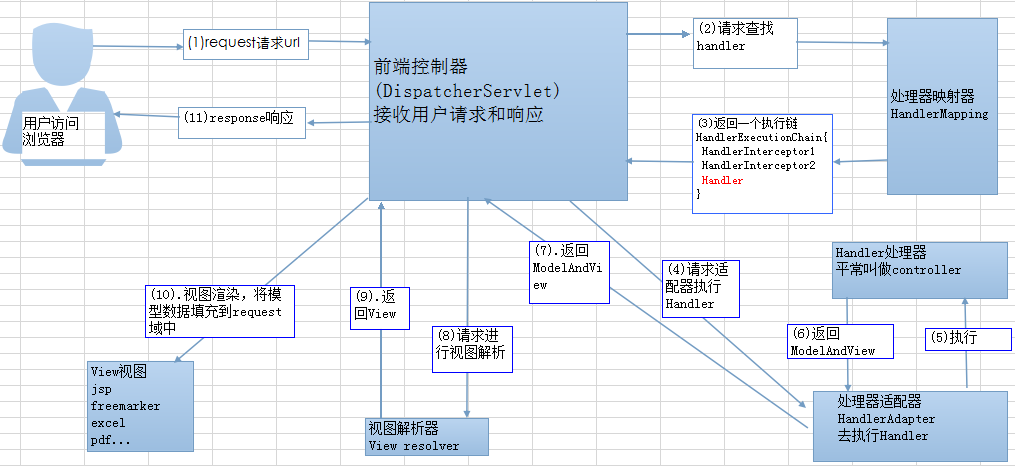 (1)request请求url
(2)请求查找
handler
前端控制器
(DispatcherServlet)
接收用户请求和响应
处理器映射器
HandlerMapping
用户访问
浏览器
(11)response响应
(3)返回一个执行链
HandlerExecutionChain{
HandlerInterceptor1
HandlerInterceptor2
Handler
}
(7).返回
ModelAndVi
ew
(4)请求适
配器执行
Handler
Handler处理器
平常叫做controller
(10).视图渲染，将模
型数据填充到request
域中
(9).返
回View
(8)请求进
行视图解析
(6)返回
ModelAndView
(5)执行
View视图
jsp
freemarker
excel
pdf...
视图解析器
View resolver
处理器适配器
HandlerAdapter
去执行Handler